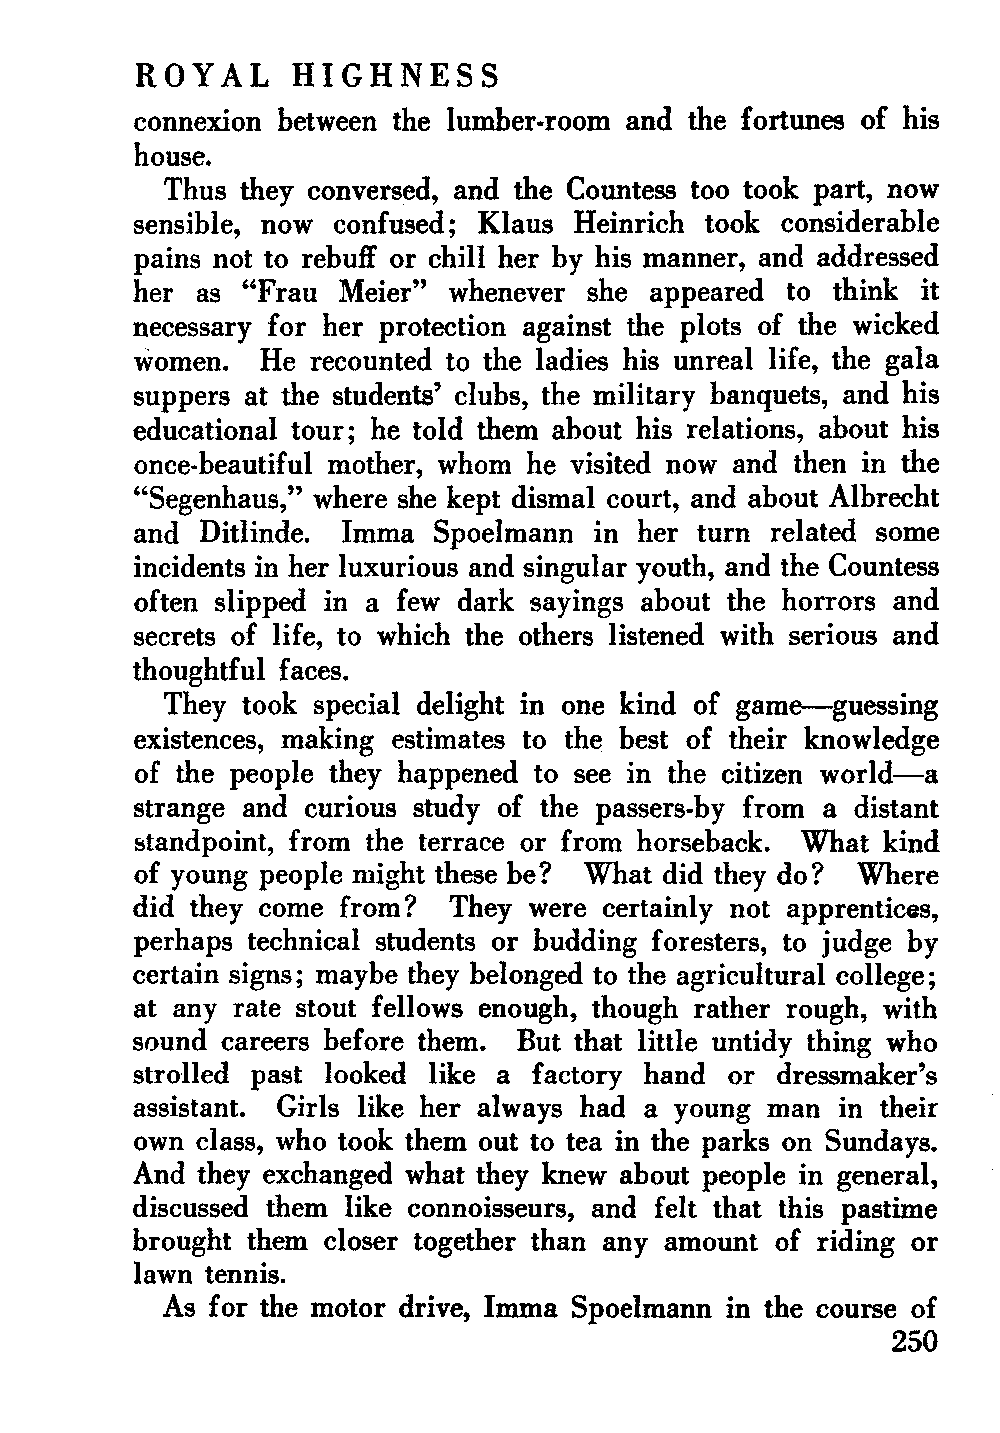 ROYAL HIGHNESS
connexion between the lumber-room and the fortunes of his
house.
Thus they conversed, and the Countess too took part, now
sensible, now confused; Klaus Heinrich took considerable
pains not to rebuff or chill her by his manner, and addressed
her as “Frau Meier” whenever she appeared to think it
necessary for her protection against the plots of the wicked
women. He recounted to the ladies his unreal life, the gala
suppers at the students’ clubs, the military banquets, and his
educational tour; he told them about his relations, about his
once-beautiful mother, whom he visited now and then in the
“Segenhaus,” where she kept dismal court, and about Albrecht
and Ditlinde. Imma Spoelmann in her turn related some
incidents in her luxurious and singular youth, and the Countess
often slipped in a few dark sayings about the horrors and
secrets of life, to which the others listened with serious and
thoughtful faces.
They took special delight in one kind of game—guessing
existences, making estimates to the best of their knowledge
of the people they happened to see in the citizen world—a
strange and curious study of the passers-by from a distant
standpoint, from the terrace or from horseback. What kind
of young people might these be? What did they do? Where
did they come from? They were certainly not apprentices,
perhaps technical students or budding foresters, to judge by
certain signs; maybe they belonged to the agricultural college;
at any rate stout fellows enough, though rather rough, with
sound careers before them. But that little untidy thing who
strolled past looked like a factory hand or dressmaker’s
assistant. Girls like her always had a young man in their
own class, who took them out to tea in the parks on Sundays.
And they exchanged what they knew about people in general,
discussed them like connoisseurs, and felt that this pastime
brought them closer together than any amount of riding or
lawn tennis.
As for the motor drive, Imma Spoelmann in the course of
250